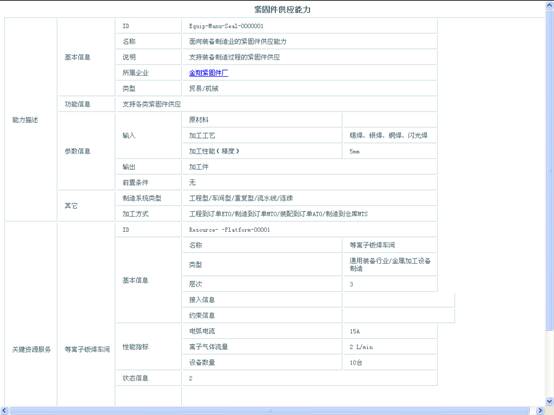 紧固件供应能力
能力描述
基本信息
ID
Equip-Manu-Seal-0000001
名称
面向装备制造业的紧固件供应能力
说明
支持装备制造过程的紧固件供应
所属企业
金翔紧固件厂
类型
贸易/机械
功能信息
支持各类紧固件供应
参数信息
输入
原材料
加工工艺
锡焊、银焊、铜焊、闪光焊
加工性能(精度)
5mm
输出
加工件
前置条件
无
其它
制造系统类型
工程型/车间型/重复型/流水线/连续
加工方式
工程到订单ETO/制造到订单MTO/装配到订单ATO/制造到仓库MTS
关键资源服务
等离子钣焊车间
ID
Resource- -Platform-00001
基本信息
名称
等离子钣焊车间
类型
通用装备行业/金属加工设备
制造
层次
3
接入信息
约束信息
性能指标
电弧电流
15A
离子气体流量
2 L/min
设备数量
10台
状态信息
2